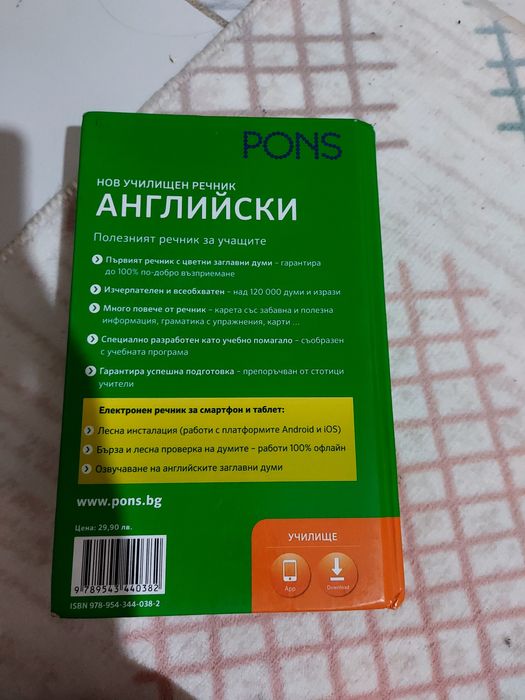 PONS
НОВ УЧИЛИЩЕН РЕЧНИК
АНГЛИЙСКИ
Полезният речник за учащите
Първият речник с цветни заглавни думи – гарантира
до 100% по-добро възприемане
Изчерпателен и всеобхватен – над 120 000 думи и изрази
Много повече от речник – карета със забавна и полезна
информация, граматика с упражнения, карти ...
Специално разработен като учебно помагало – съобразен
с учебната програма
Гарантира успешна подготовка – препоръчван от стотици
учители
Електронен речник за смартфон и таблет:
Лесна инсталация (работи с платформите Android и iOS)
Бърза и лесна проверка на думите – работи 100% офлайн
Озвучаване на английските заглавни думи
www.pons.bg
Цена: 29,90 лв.
УЧИЛИЩЕ
App
Download
9 789543 440382
ISBN 978-954-344-038-2